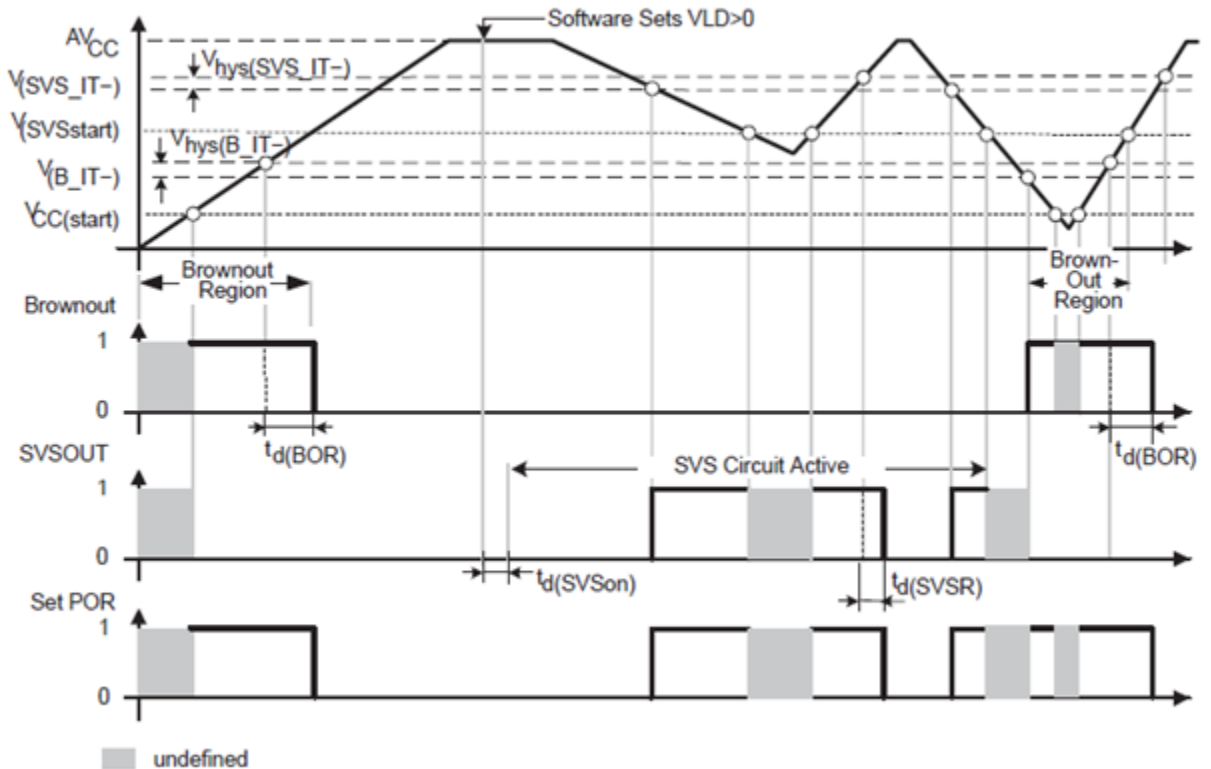 Software Sets VLD>0
AVCC
Vhys(SVS_IT−)
V(SVS_IT−)
V(SVSstart)
Vhys(B_IT−)
V(B_IT−)
VCC(start)
Brownout
Region
Brown-
Out
Region
Brownout
1
0
td(BOR)
td(BOR)
SVSOUT
SVS Circuit Active
1
0
td(SVSon)
td(SVSR)
Set POR
1
0
undefined